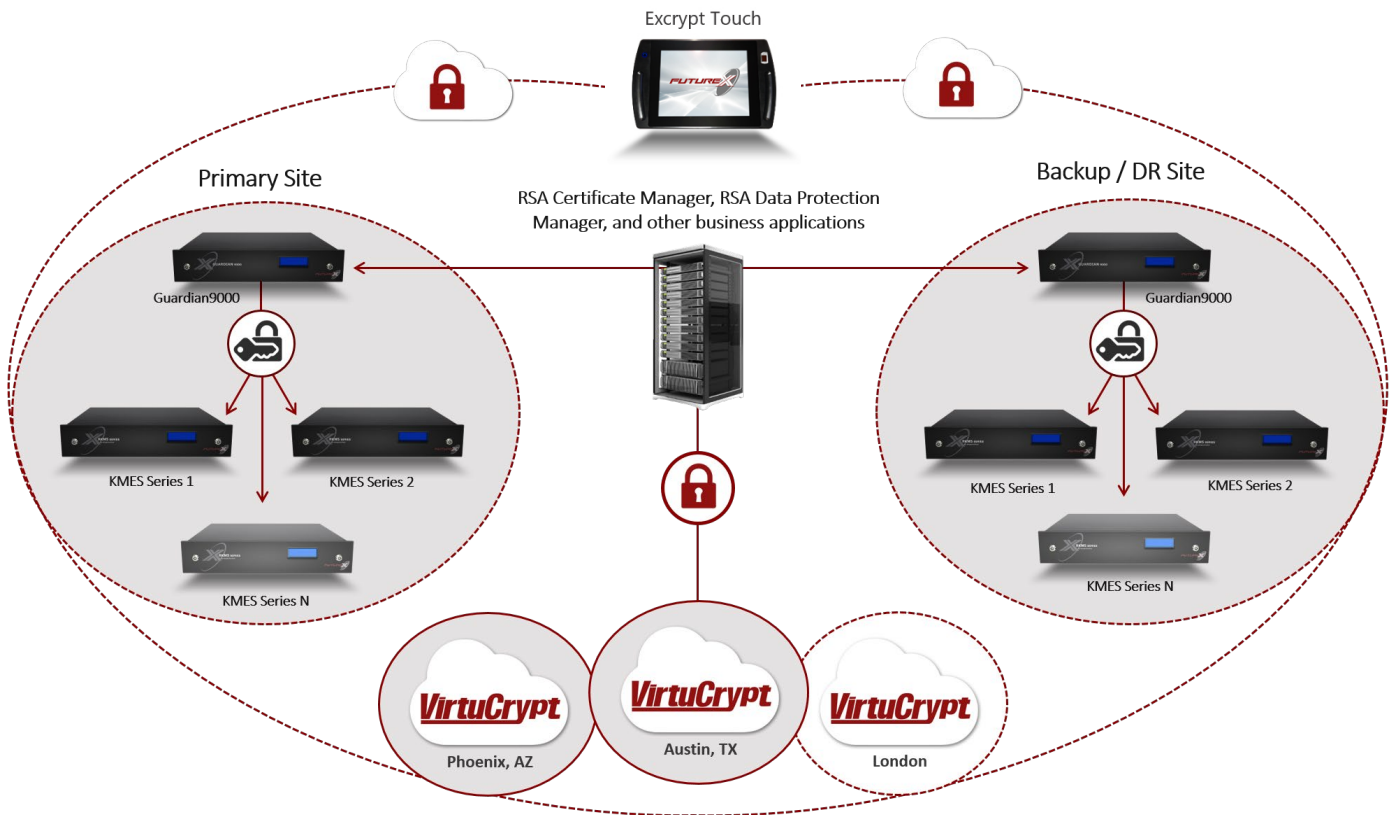 Excrypt Touch
FUTUREX
Primary Site
Backup / DR Site
RSA Certificate Manager, RSA Data Protection
Manager, and other business applications
Guardian9000
Guardian9000
KMES Series 1
KMES Series 2
KMES Series 1
KMES Series 2
KMES Series N
KMES Series N
VirtuCrypt
Phoenix, AZ
VirtuCrypt
Austin, TX
VirtuCrypt
London